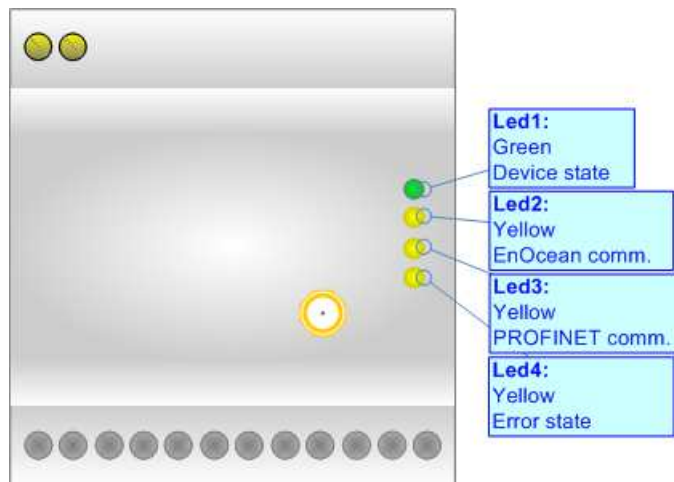 Led1:
Green
Device state
Led2:
Yellow
EnOcean comm.
Led3:
Yellow
PROFINET comm.
Led4:
Yellow
Error state